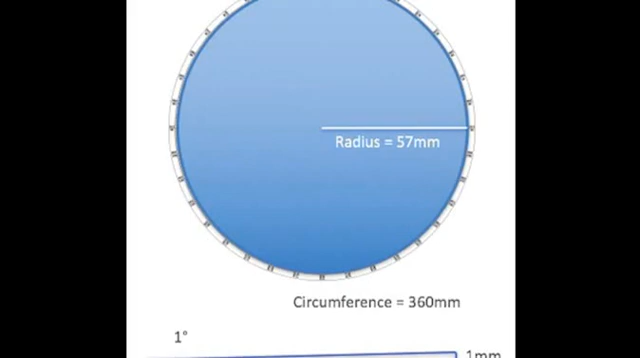 Radius = 57mm
Circumference = 360mm
1°
1mm